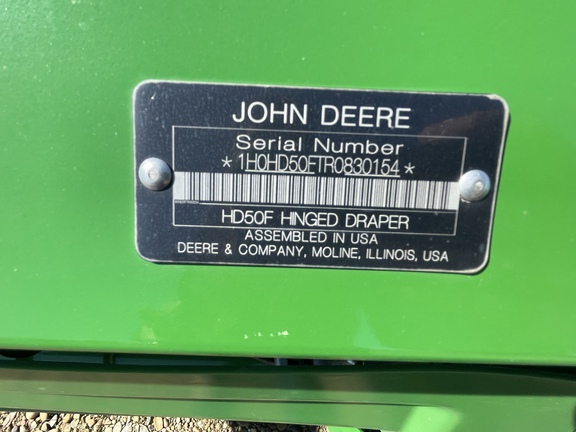 JOHN DEERE
Serial Number
*1H0HD50FTR0830154*
HD50F HINGED DRAPER
ASSEMBLED IN USA
DEERE & COMPANY, MOLINE, ILLINOIS, USA